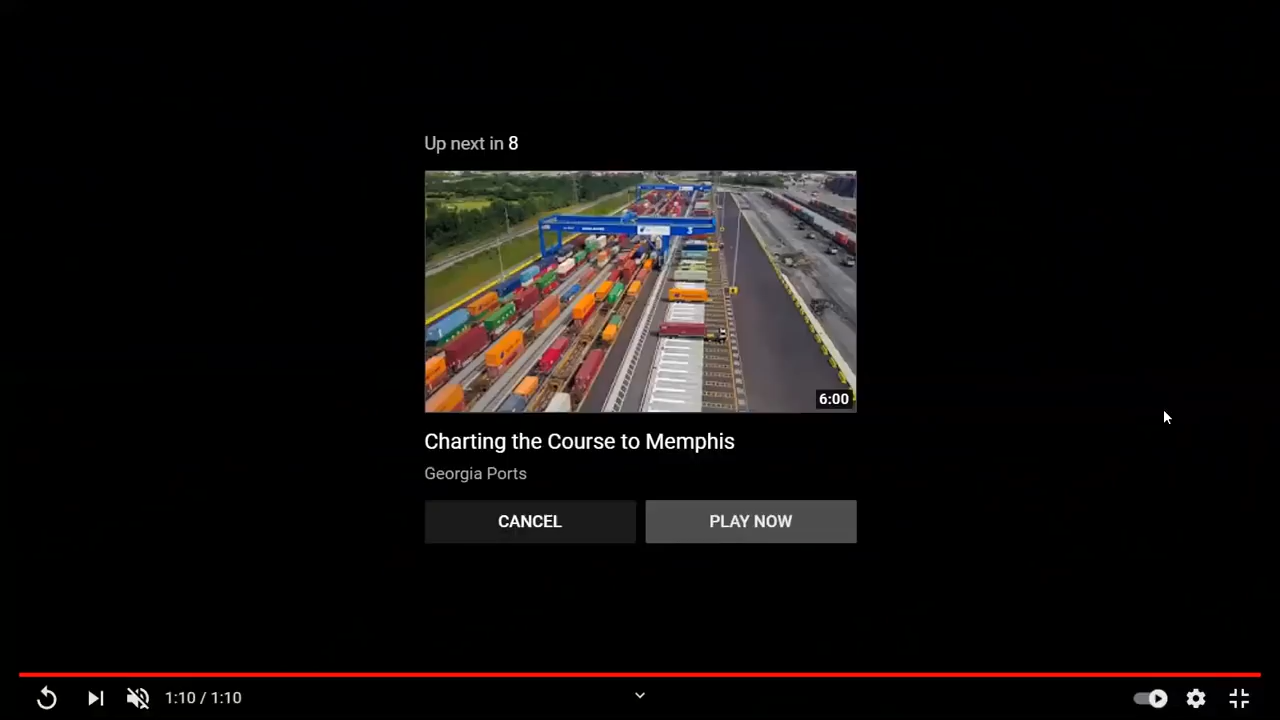 Up next in 8
6:00
Charting the Course to Memphis
Georgia Ports
CANCEL
PLAY NOW
1:10 / 1:10